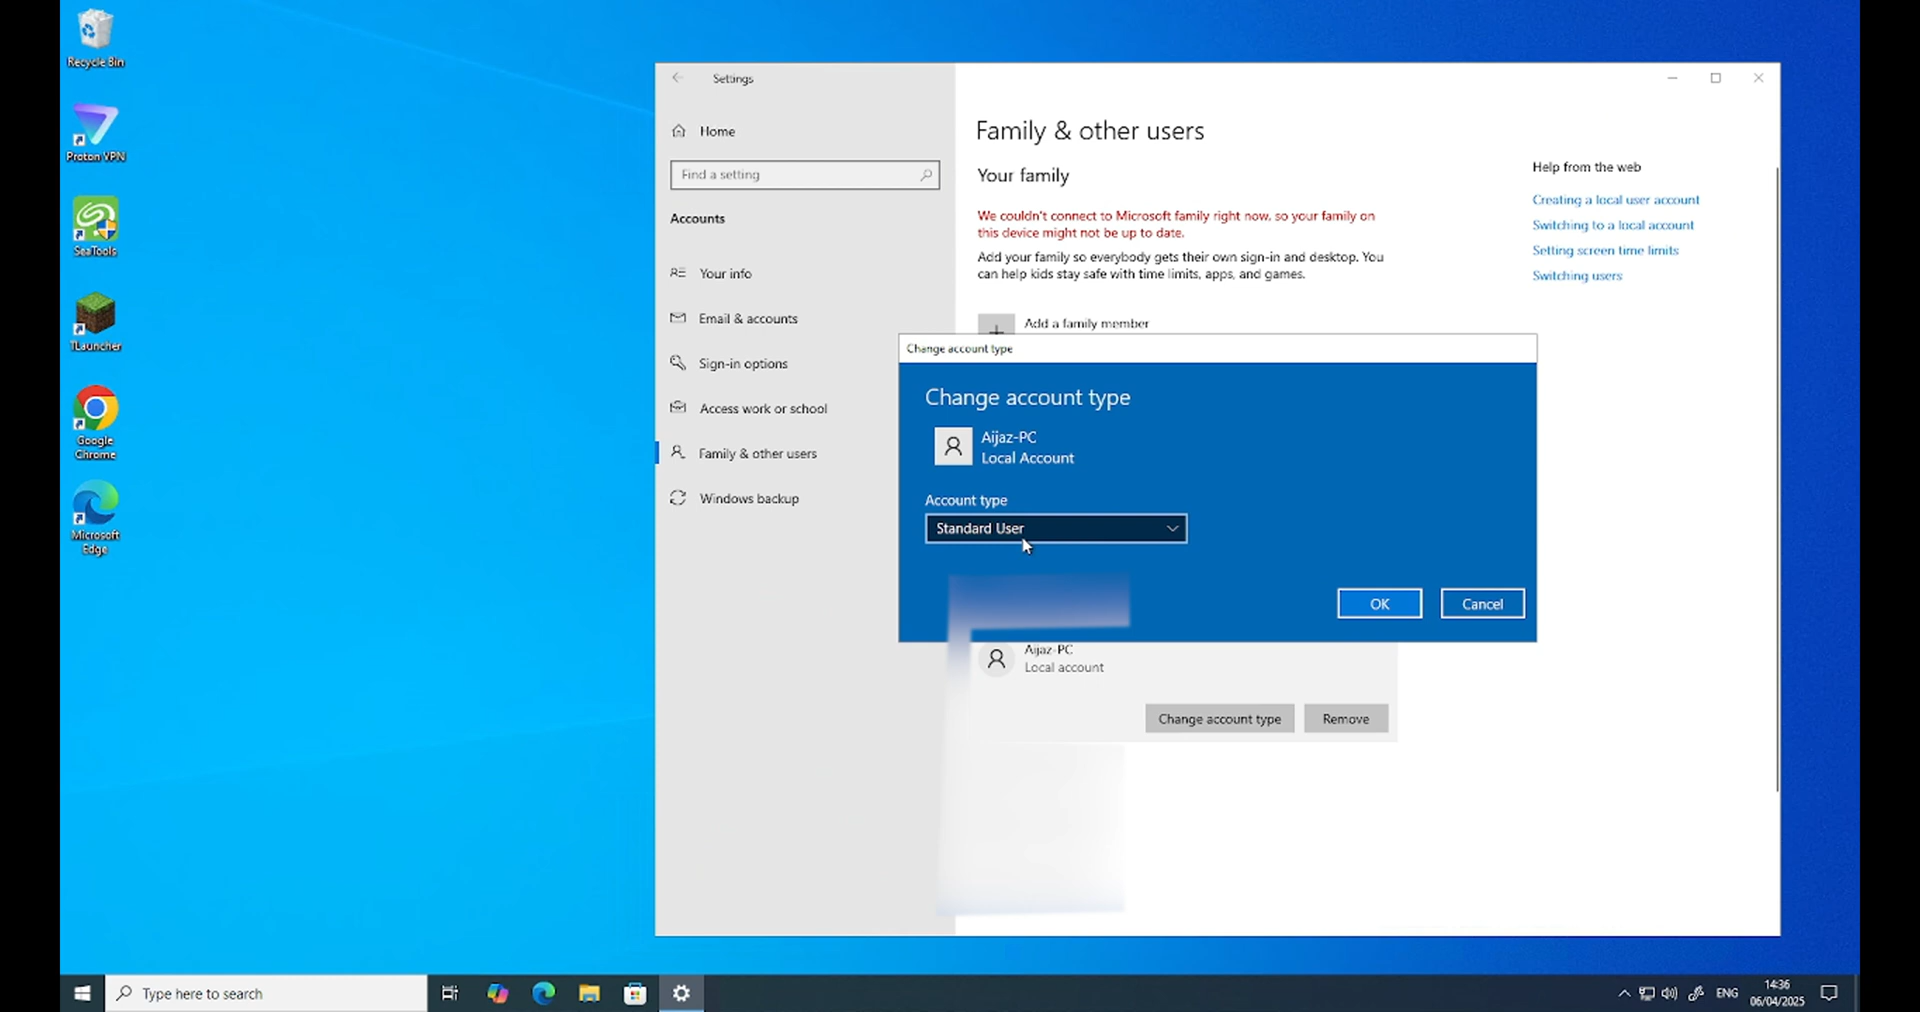 Recycle Bin
Proton VPN
SeaTools
TLauncher
Google
Chrome
Microsoft
Edge
Settings
Home
Find a setting
Accounts
Your info
Email & accounts
Sign-in options
Access work or school
Family & other users
Windows backup
Family & other users
Your family
We couldn't connect to Microsoft family right now, so your family on
this device might not be up to date.
Add your family so everybody gets their own sign-in and desktop. You
can help kids stay safe with time limits, apps, and games.
Add a family member
Help from the web
Creating a local user account
Switching to a local account
Setting screen time limits
Switching users
Change account type
Change account type
Aijaz-PC
Local Account
Account type
Standard User
OK
Cancel
Aijaz-PC
Local account
Change account type
Remove
Type here to search
ENG
14:36
06/04/2025